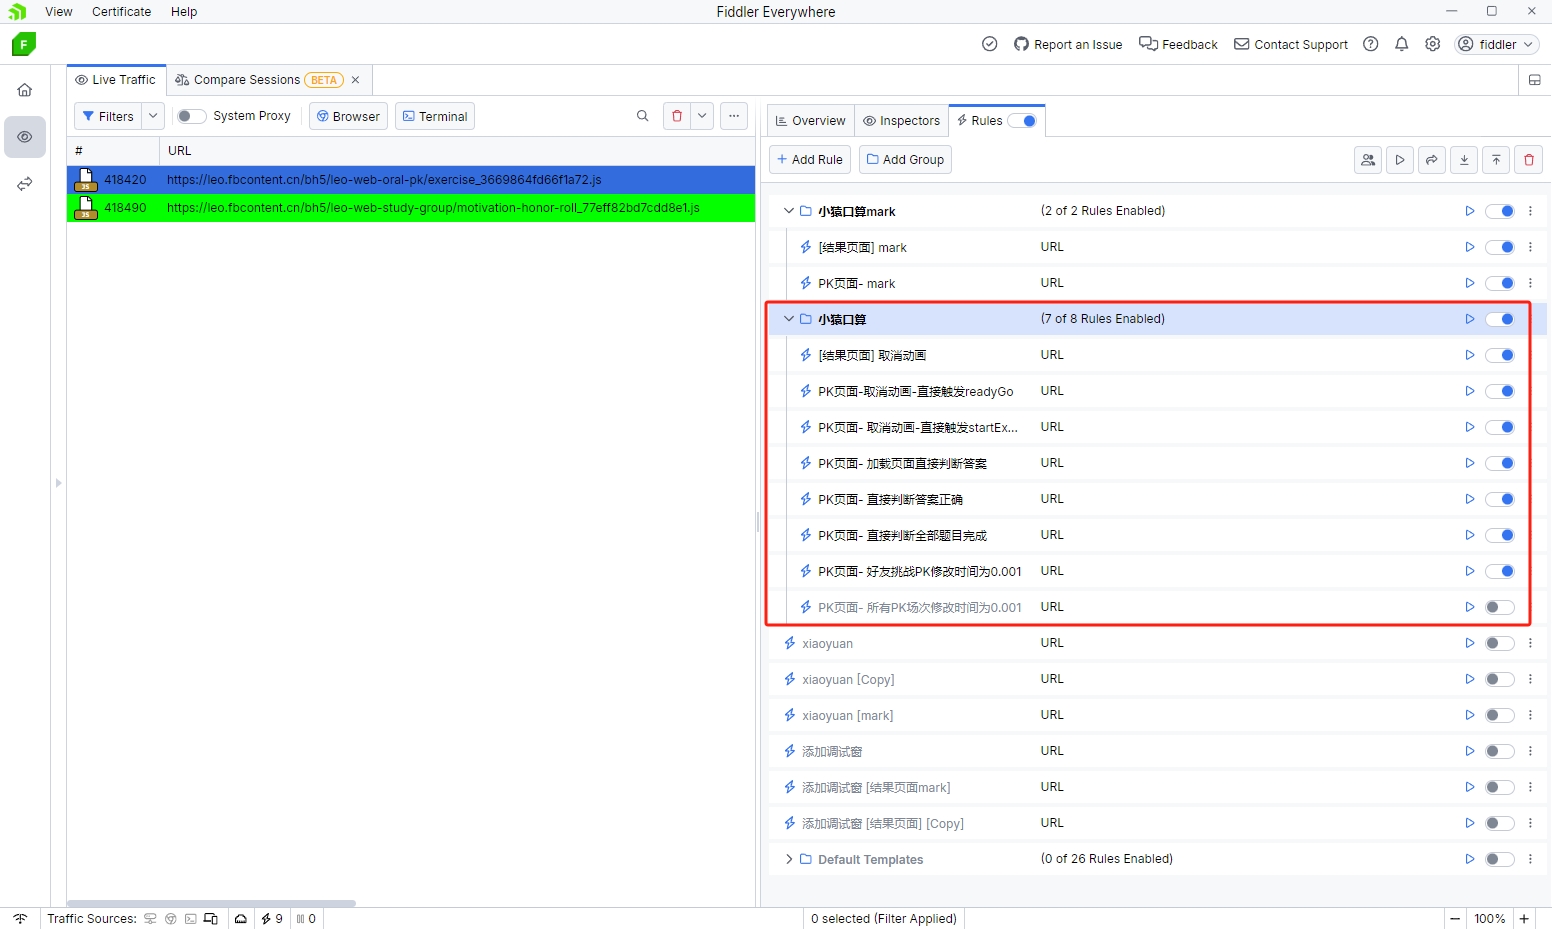 View Certificate Help Fiddler Everywhere
F Report an Issue Feedback Contact Support fiddler
Live Traffic Compare Sessions BETA
Filters System Proxy Browser Terminal
# URL
JS 418420 https://leo.fbcontent.cn/bh5/leo-web-oral-pk/exercise_3669864fd66f1a72.js
JS 418490 https://leo.fbcontent.cn/bh5/leo-web-study-group/motivation-honor-roll_77eff82bd7cdd8e1.js
Overview Inspectors Rules
Add Rule Add Group
小猿口算mark (2 of 2 Rules Enabled)
[结果页面] mark URL
PK页面- mark URL
小猿口算 (7 of 8 Rules Enabled)
[结果页面] 取消动画 URL
PK页面-取消动画-直接触发readyGo URL
PK页面- 取消动画-直接触发startEx... URL
PK页面- 加载页面直接判断答案 URL
PK页面- 直接判断答案正确 URL
PK页面- 直接判断全部题目完成 URL
PK页面- 好友挑战PK修改时间为0.001 URL
PK页面- 所有PK场次修改时间为0.001 URL
xiaoyuan URL
xiaoyuan [Copy] URL
xiaoyuan [mark] URL
添加调试窗 URL
添加调试窗 [结果页面mark] URL
添加调试窗 [结果页面] [Copy] URL
Default Templates (0 of 26 Rules Enabled)
Traffic Sources: 9 0 0 selected (Filter Applied) 100%